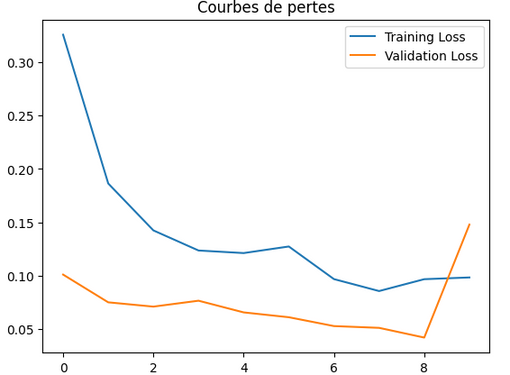 Courbes de pertes
Training Loss
Validation Loss
0.30
0.25
0.20
0.15
0.10
0.05
0 2 4 6 8